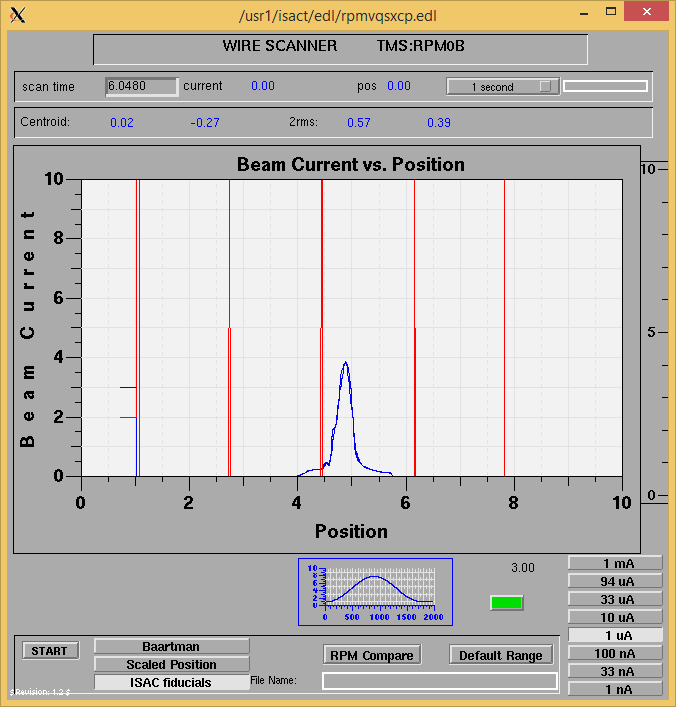 /usr1/isact/edl/rpmvqsxcp.edl
WIRE SCANNER TMS:RPM0B
scan time 6.0480 current 0.00 pos 0.00 1 second
Centroid: 0.02 -0.27 2rms: 0.57 0.39
Beam Current vs. Position
10
8
6
4
2
0
Beam Current
0 2 4 6 8 10
Position
10
5
0
10
8
6
4
2
0
0 500 1000 1500 2000
3.00
1 mA
94 uA
33 uA
10 uA
1 uA
100 nA
33 nA
1 nA
START
Baartman
Scaled Position
ISAC fiducials
RPM Compare
Default Range
File Name:
$Revision: 1.2 $